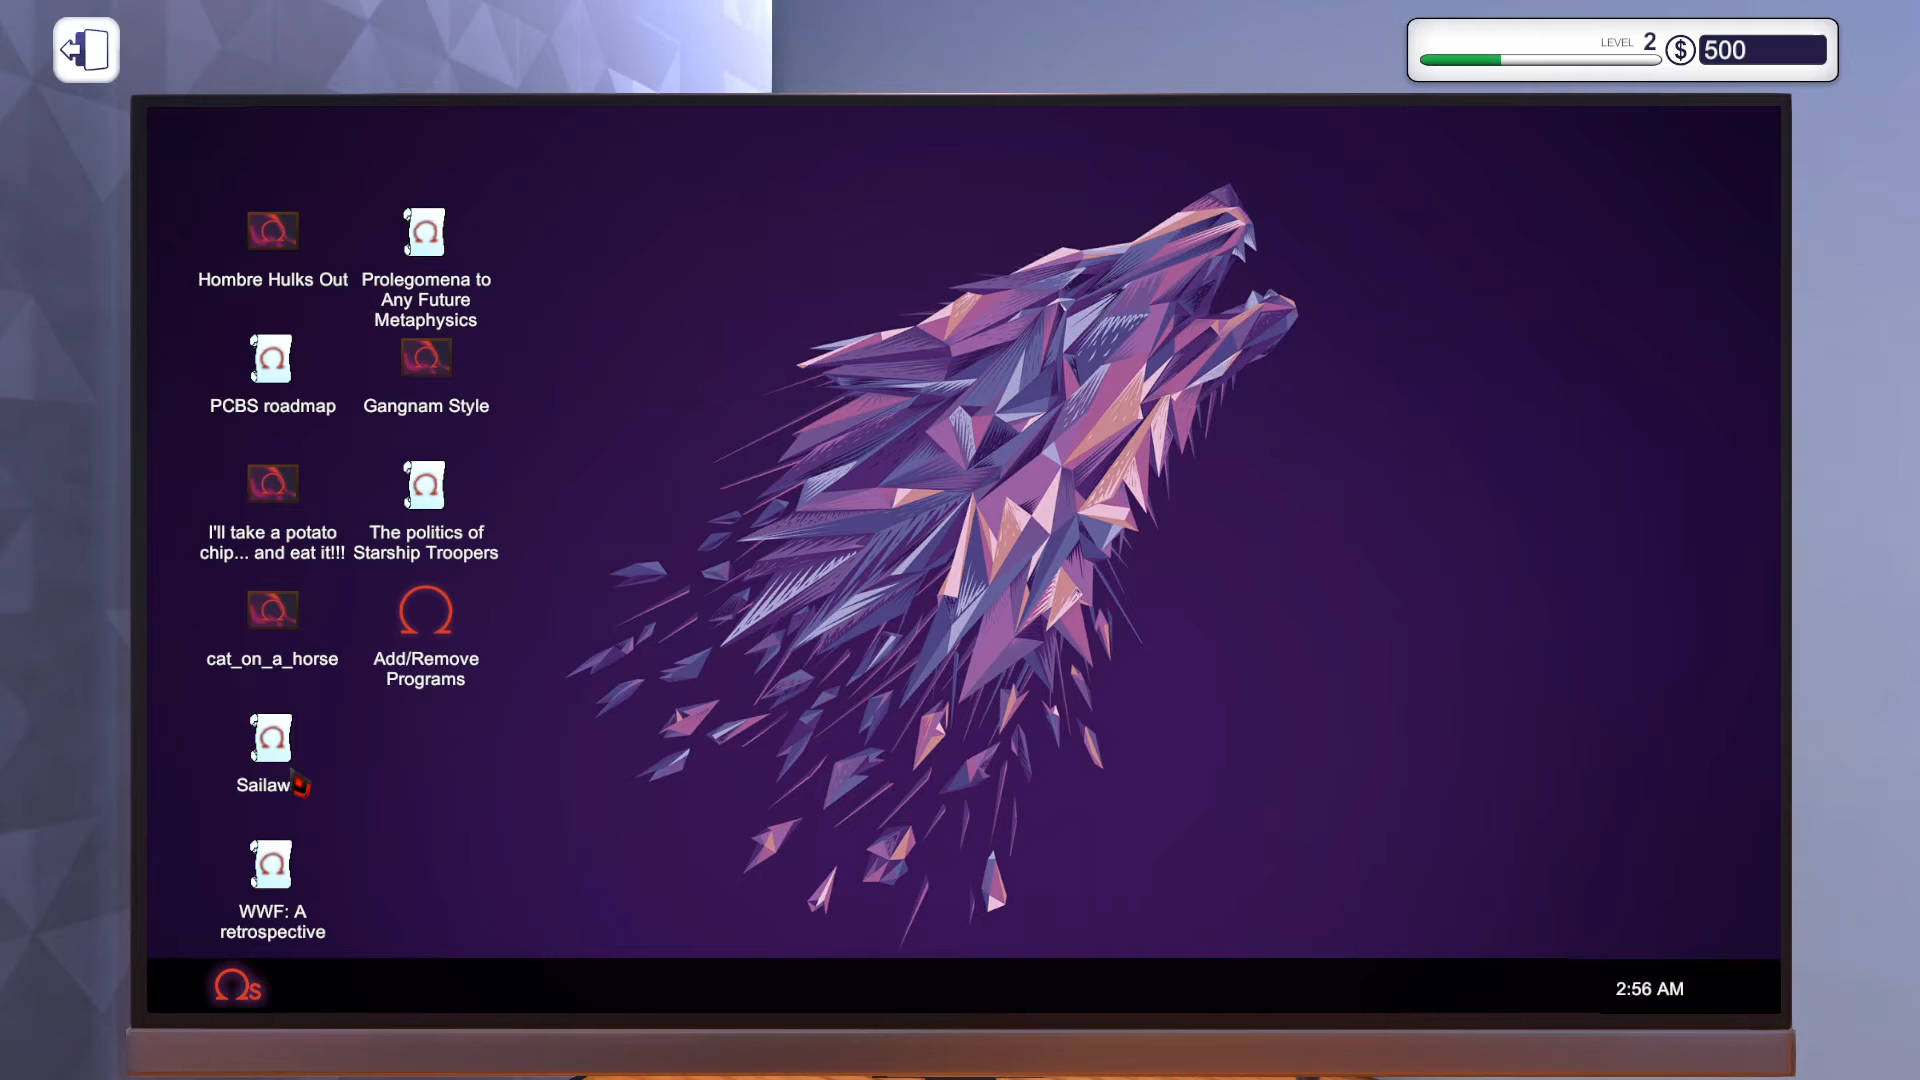 LEVEL 2
$ 500
Hombre Hulks Out
Prolegomena to
Any Future
Metaphysics
PCBS roadmap
Gangnam Style
I'll take a potato
chip... and eat it!!!
The politics of
Starship Troopers
cat_on_a_horse
Add/Remove
Programs
Sailaw
WWF: A
retrospective
Ωs
2:56 AM